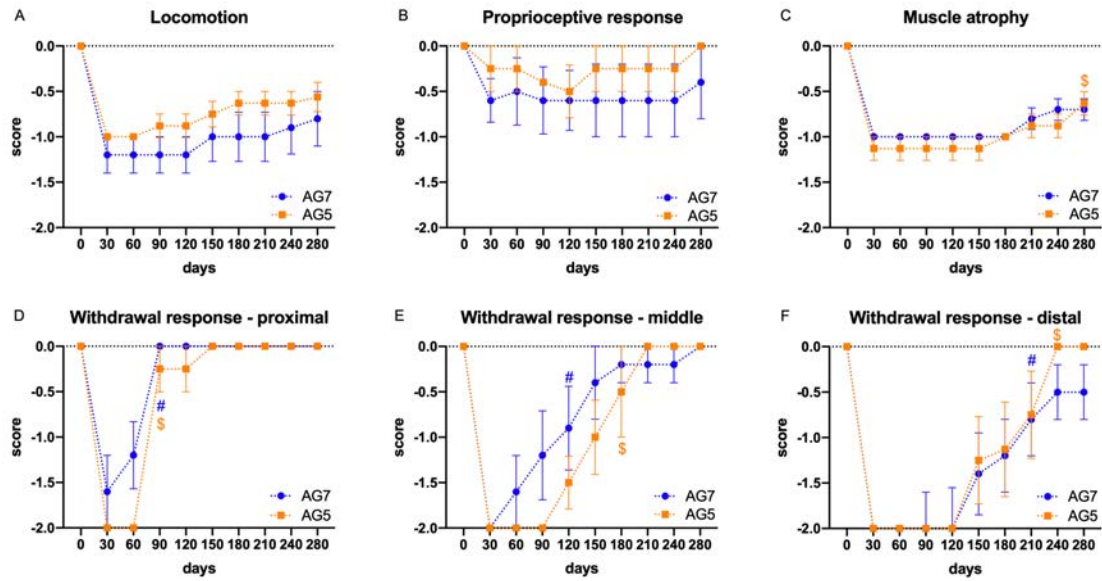 A Locomotion
0.0
-0.5
-1.0
-1.5
-2.0
score
AG7
AG5
0 30 60 90 120 150 180 210 240 280
days
B Proprioceptive response
0.0
-0.5
-1.0
-1.5
-2.0
score
AG7
AG5
0 30 60 90 120 150 180 210 240 280
days
C Muscle atrophy
0.0
-0.5
-1.0
-1.5
-2.0
score
$
AG7
AG5
0 30 60 90 120 150 180 210 240 280
days
D Withdrawal response - proximal
0.0
-0.5
-1.0
-1.5
-2.0
score
#
$
AG7
AG5
0 30 60 90 120 150 180 210 240 280
days
E Withdrawal response - middle
0.0
-0.5
-1.0
-1.5
-2.0
score
#
$
AG7
AG5
0 30 60 90 120 150 180 210 240 280
days
F Withdrawal response - distal
0.0
-0.5
-1.0
-1.5
-2.0
score
$
#
AG7
AG5
0 30 60 90 120 150 180 210 240 280
days